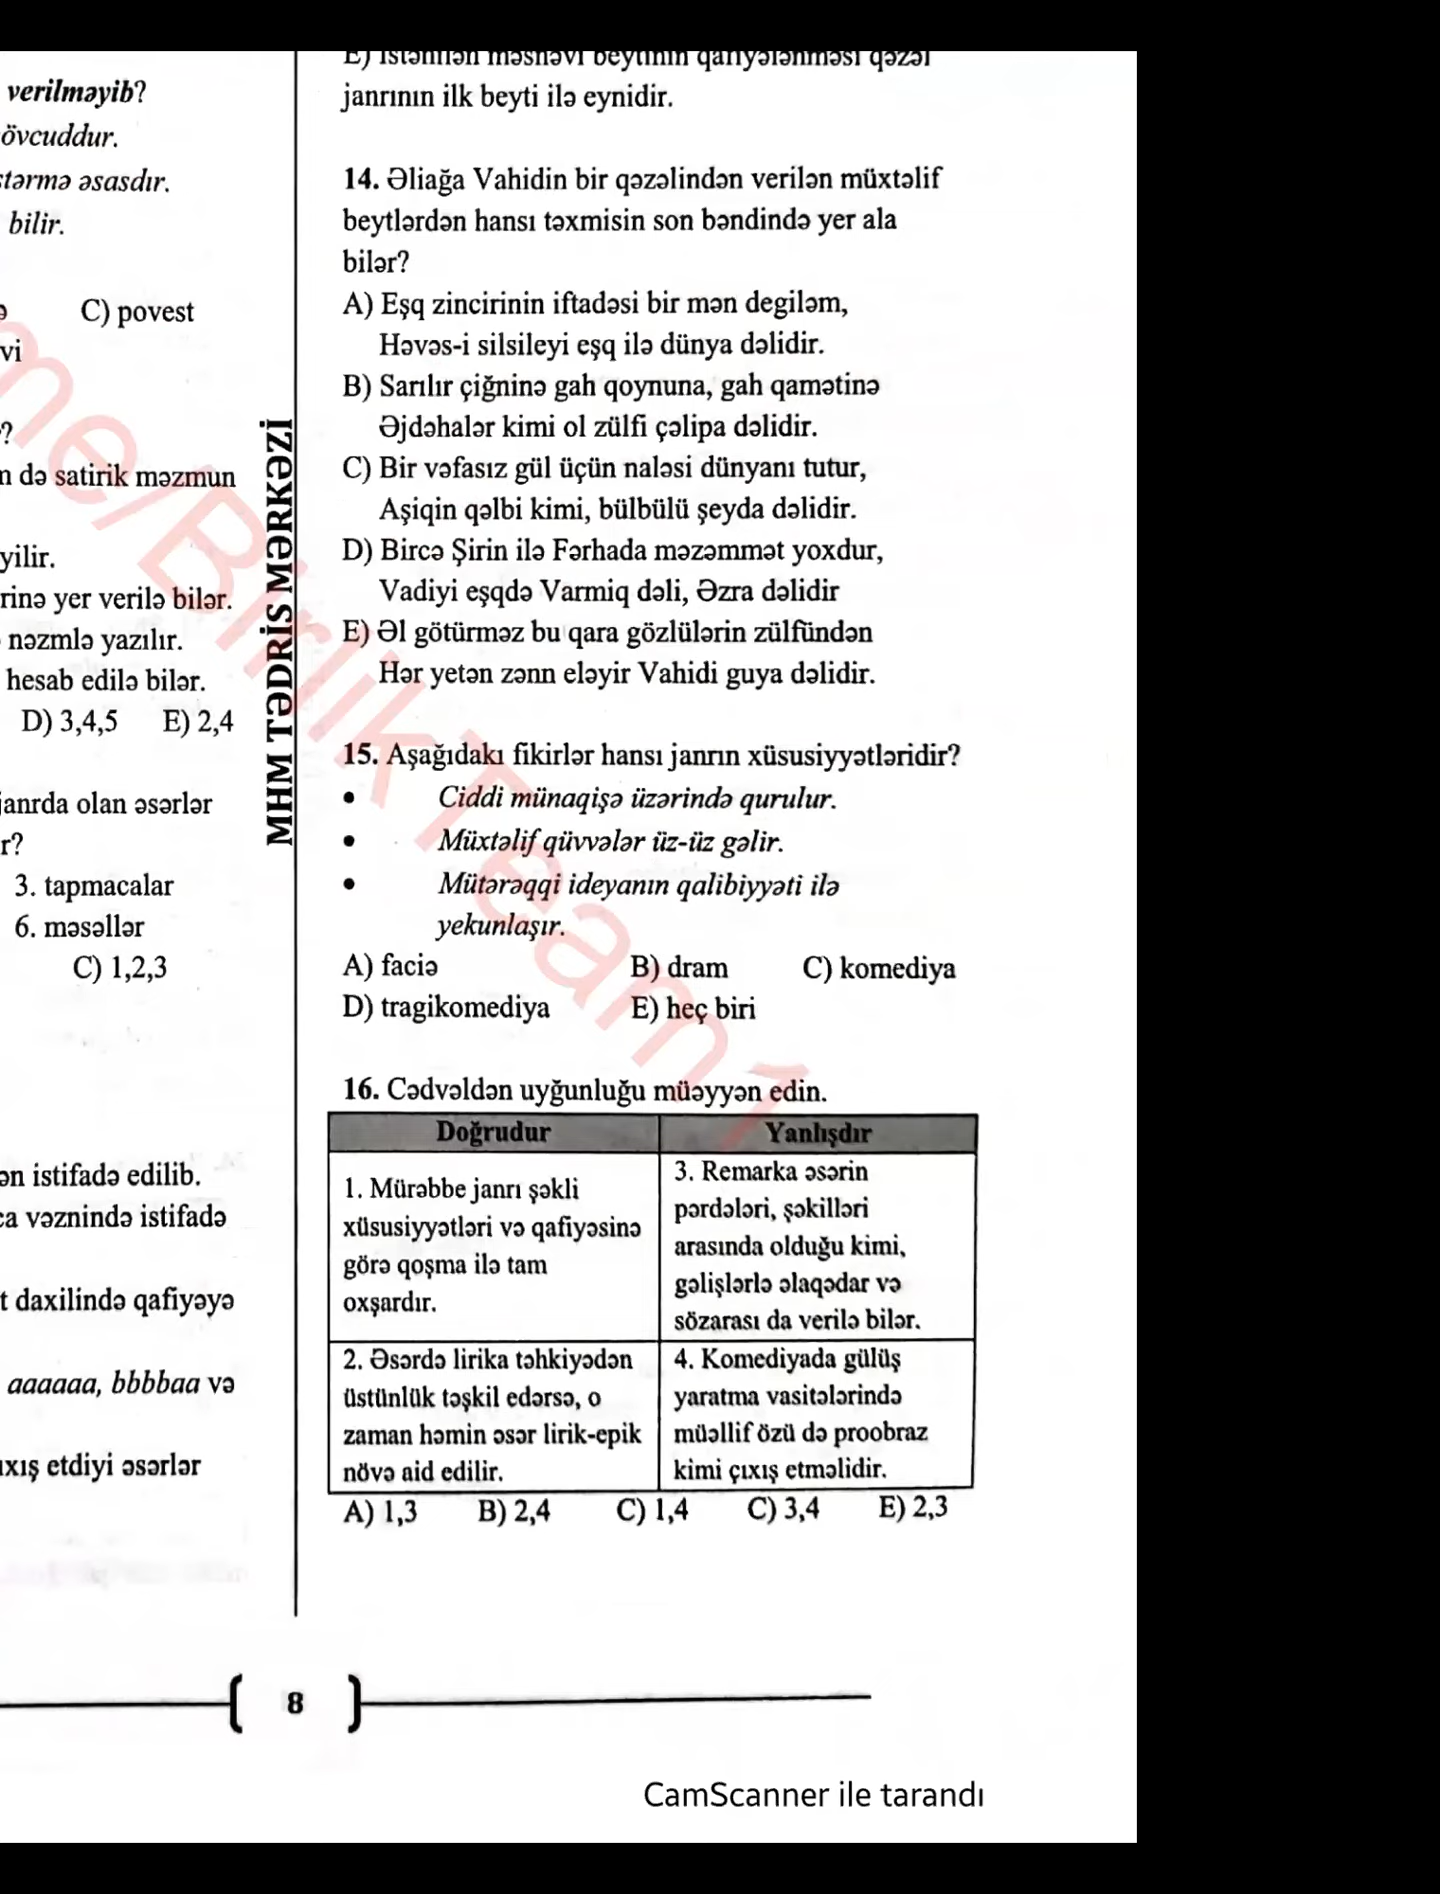 verilməyib?
övcuddur.
stərmə əsasdır.
bilir.
ə C) povest
vi
?
n də satirik məzmun
yilir.
rinə yer verilə bilər.
nəzmlə yazılır.
hesab edilə bilər.
D) 3,4,5 E) 2,4
janrda olan əsərlər
r?
3. tapmacalar
6. məsəllər
C) 1,2,3
ən istifadə edilib.
ca vəznində istifadə
t daxilində qafiyəyə
aaaaaa, bbbbaa və
ıxış etdiyi əsərlər
MHM TƏDRİS MƏRKƏZİ
E) İstənilən məsnəvi beytinin qafiyələnməsi qəzəl
janrının ilk beyti ilə eynidir.
14. Əliağa Vahidin bir qəzəlindən verilən müxtəlif
beytlərdən hansı təxmisin son bəndində yer ala
bilər?
A) Eşq zincirinin iftadəsi bir mən degiləm,
Həvəs-i silsileyi eşq ilə dünya dəlidir.
B) Sarılır çiğninə gah qoynuna, gah qamətinə
Əjdəhalər kimi ol zülfi çəlipa dəlidir.
C) Bir vəfasız gül üçün naləsi dünyanı tutur,
Aşiqin qəlbi kimi, bülbülü şeyda dəlidir.
D) Bircə Şirin ilə Fərhada məzəmmət yoxdur,
Vadiyi eşqdə Varmiq dəli, Əzra dəlidir
E) Əl götürməz bu qara gözlülərin zülfündən
Hər yetən zənn eləyir Vahidi guya dəlidir.
15. Aşağıdakı fikirlər hansı janrın xüsusiyyətləridir?
• Ciddi münaqişə üzərində qurulur.
• Müxtəlif qüvvələr üz-üz gəlir.
• Mütərəqqi ideyanın qalibiyyəti ilə
yekunlaşır.
A) faciə B) dram C) komediya
D) tragikomediya E) heç biri
16. Cədvəldən uyğunluğu müəyyən edin.
Doğrudur
Yanlışdır
1. Mürəbbe janrı şəkli
xüsusiyyətləri və qafiyəsinə
görə qoşma ilə tam
oxşardır.
3. Remarka əsərin
pərdələri, şəkilləri
arasında olduğu kimi,
gəlişlərlə əlaqədar və
sözarası da verilə bilər.
2. Əsərdə lirika təhkiyədən
üstünlük təşkil edərsə, o
zaman həmin əsər lirik-epik
növə aid edilir.
4. Komediyada gülüş
yaratma vasitələrində
müəllif özü də proobraz
kimi çıxış etməlidir.
A) 1,3 B) 2,4 C) 1,4 C) 3,4 E) 2,3
8
me/BirlikTeam1
CamScanner ile tarandı